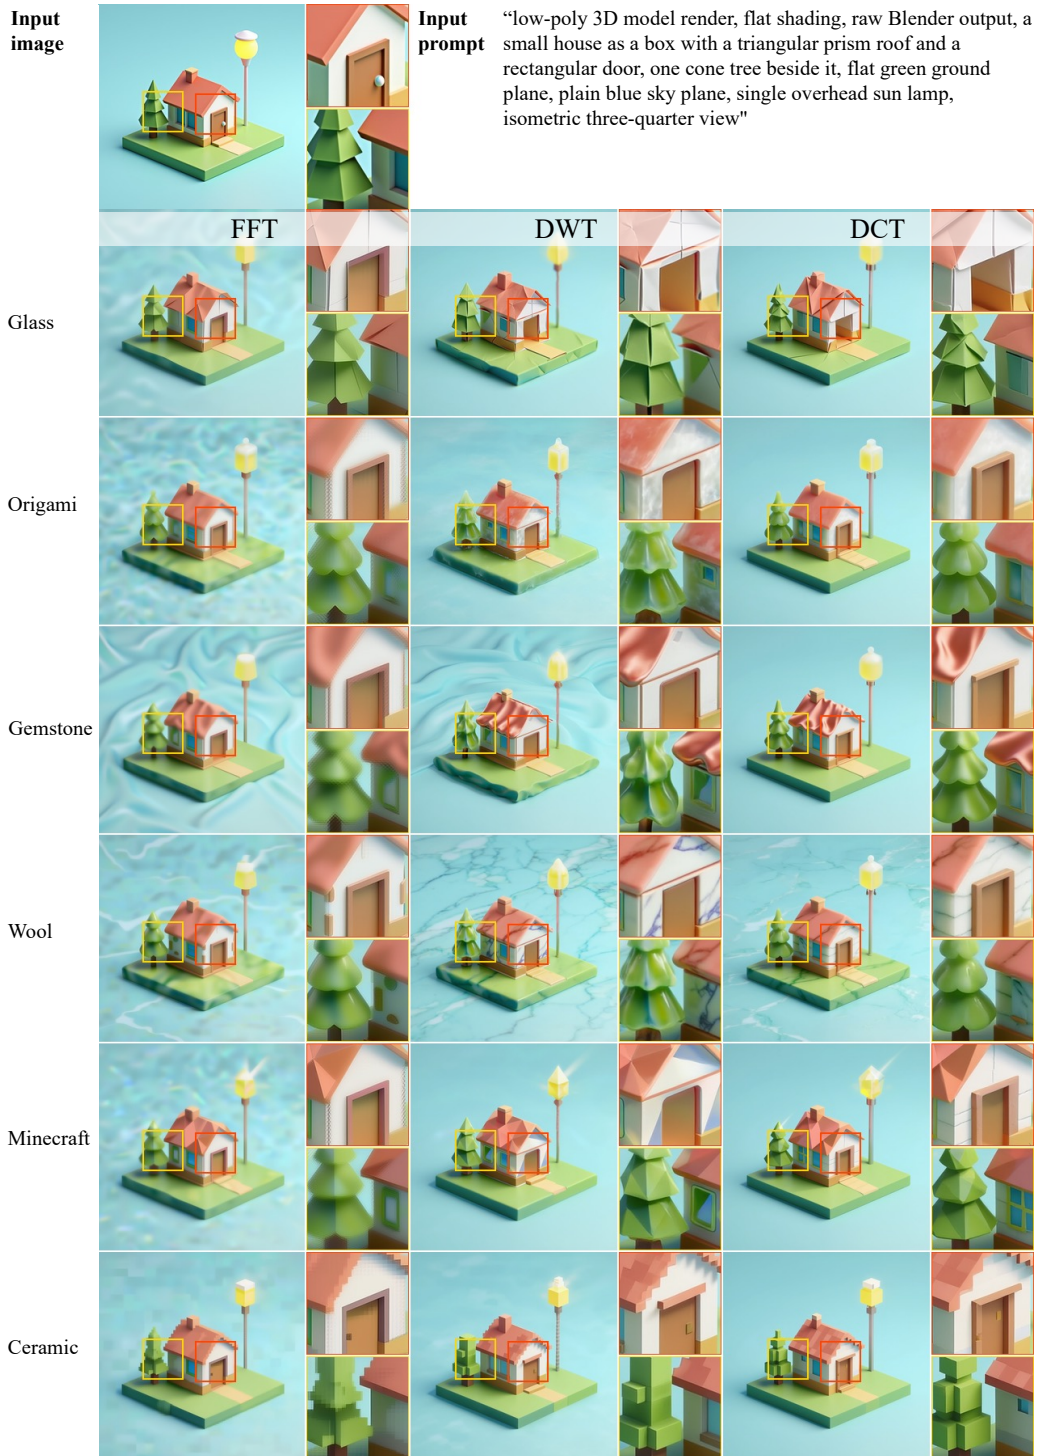 Input image
Input prompt
“low-poly 3D model render, flat shading, raw Blender output, a
small house as a box with a triangular prism roof and a
rectangular door, one cone tree beside it, flat green ground
plane, plain blue sky plane, single overhead sun lamp,
isometric three-quarter view"
FFT DWT DCT
Glass
Origami
Gemstone
Wool
Minecraft
Ceramic